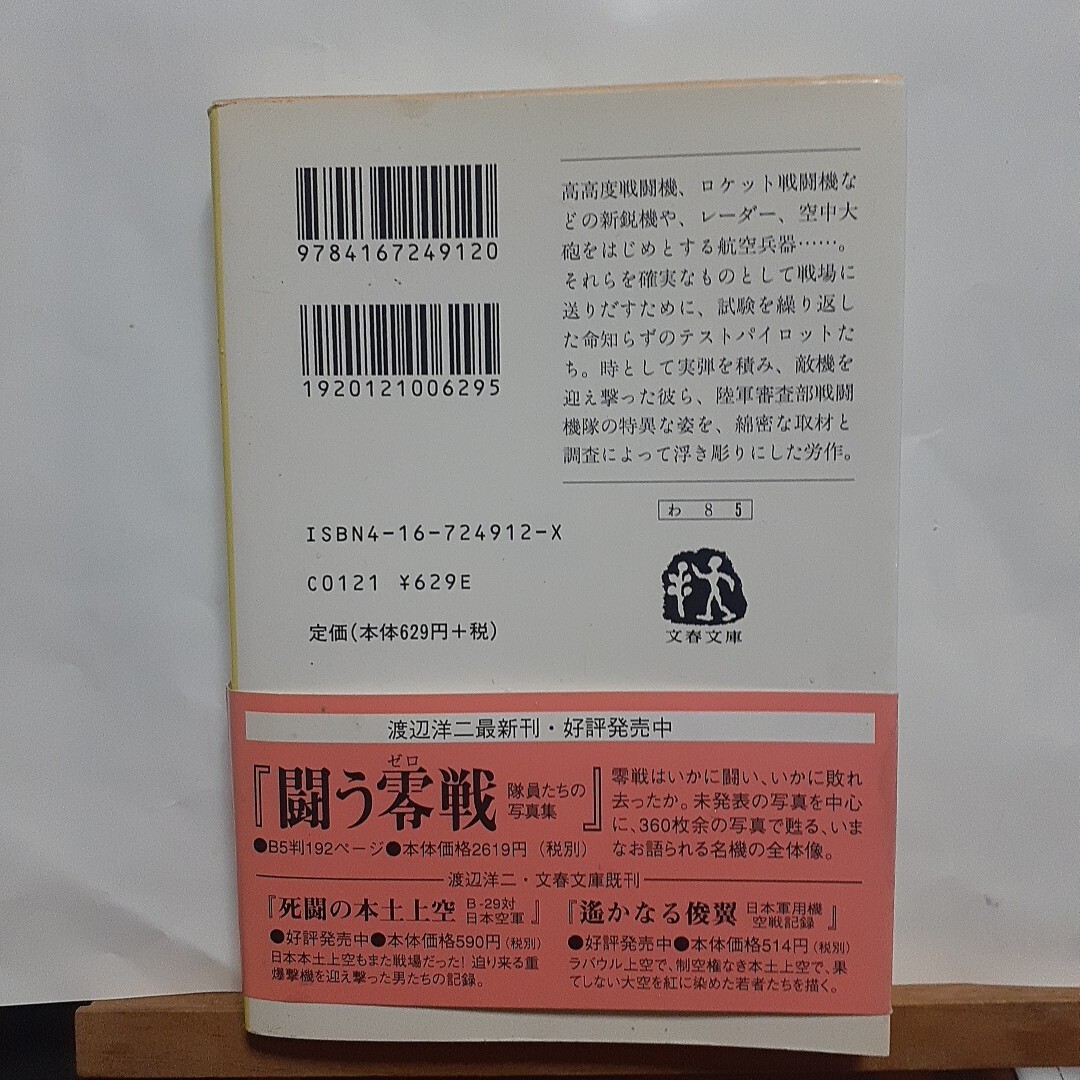 9784167249120
1920121006295
高高度戦闘機、ロケット戦闘機な
どの新鋭機や、レーダー、空中大
砲をはじめとする航空兵器……。
それらを確実なものとして戦場に
送りだすために、試験を繰り返し
た命知らずのテストパイロットた
ち。時として実弾を積み、敵機を
迎え撃った彼ら、陸軍審査部戦闘
機隊の特異な姿を、綿密な取材と
調査によって浮き彫りにした労作。
わ 8 5
文春文庫
ISBN4-16-724912-X
C0121 ¥629E
定価(本体629円+税)
渡辺洋二最新刊・好評発売中
ゼロ
『闘う零戦 隊員たちの写真集』
●B5判192ページ●本体価格2619円（税別）
零戦はいかに闘い、いかに敗れ
去ったか。未発表の写真を中心
に、360枚余の写真で甦る、いま
なお語られる名機の全体像。
渡辺洋二・文春文庫既刊
『死闘の本土上空 B-29対日本空軍』
●好評発売中●本体価格590円（税別）
日本本土上空もまた戦場だった！迫り来る重
爆撃機を迎え撃った男たちの記録。
『遙かなる俊翼 日本軍用機空戦記録』
●好評発売中●本体価格514円（税別）
ラバウル上空で、制空権なき本土上空で、果
てしない大空を紅に染めた若者たちを描く。